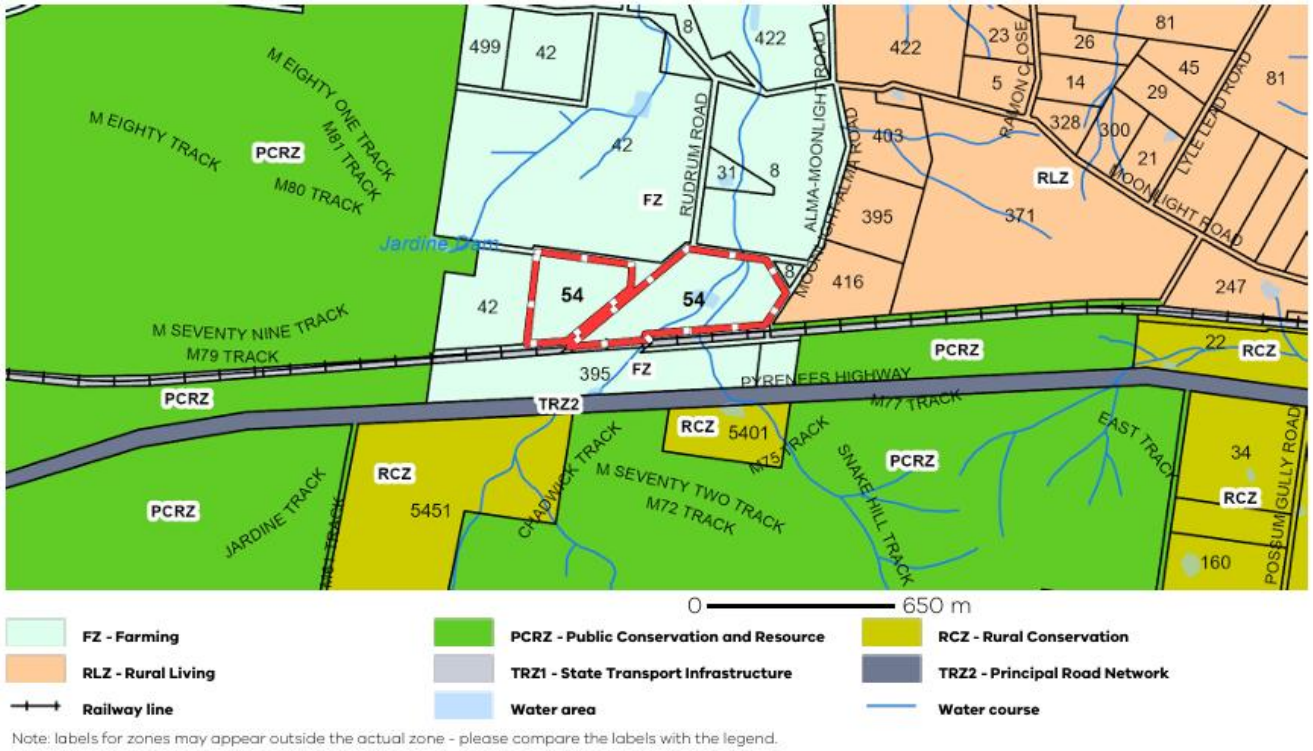 81
8
422
23
26
499
42
422
45
M EIGHTY ONE TRACK
M81 TRACK
5
14
29
81
RAMON CLOSE
LYLE LEAD ROAD
M EIGHTY TRACK
PCRZ
M80 TRACK
42
RUDRUM ROAD
31
8
ALMA-MOONLIGHT ROAD
MOONLIGHT-ALMA ROAD
403
328
300
21
FZ
RLZ
MOONLIGHT ROAD
395
371
Jardine Dam
8
416
247
42
54
54
M SEVENTY NINE TRACK
M79 TRACK
22
RCZ
PCRZ
395
FZ
PYRENEES HIGHWAY
PCRZ
TRZ2
M77 TRACK
RCZ
5401
M75 TRACK
EAST TRACK
34
RCZ
M SEVENTY TWO TRACK
M72 TRACK
SNAKE HILL TRACK
PCRZ
RCZ
POSSUM GULLY ROAD
PCRZ
JARDINE TRACK
5451
CHADWICK TRACK
M61 TRACK
160
0 650 m
FZ - Farming
PCRZ - Public Conservation and Resource
RCZ - Rural Conservation
RLZ - Rural Living
TRZ1 - State Transport Infrastructure
TRZ2 - Principal Road Network
Railway line
Water area
Water course
Note: labels for zones may appear outside the actual zone - please compare the labels with the legend.